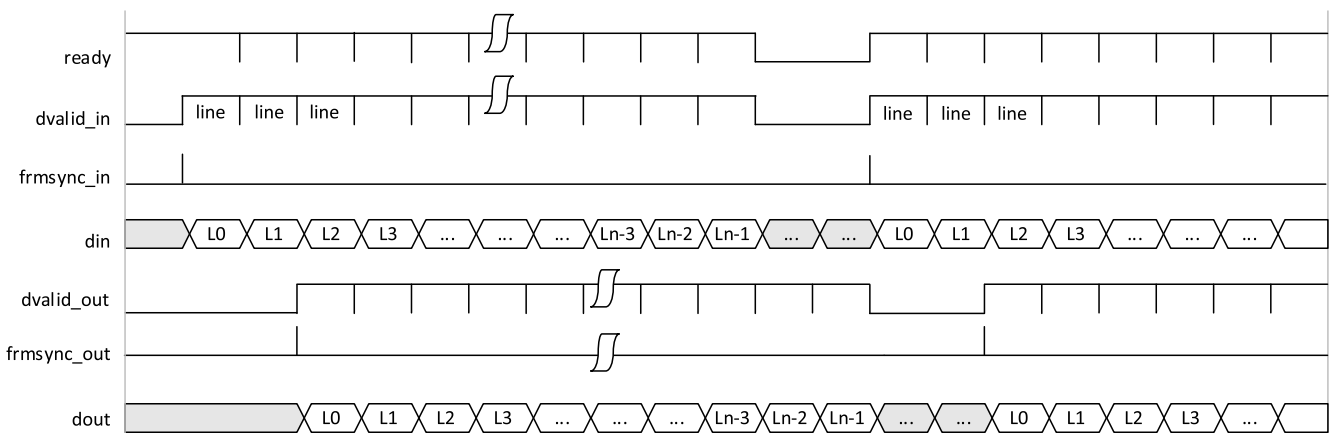 ready
dvalid_in line line line line line line
frmsync_in
din L0 L1 L2 L3 ... ... ... Ln-3 Ln-2 Ln-1 ... ... L0 L1 L2 L3 ... ... ...
dvalid_out
frmsync_out
dout L0 L1 L2 L3 ... ... ... Ln-3 Ln-2 Ln-1 ... ... L0 L1 L2 L3 ...